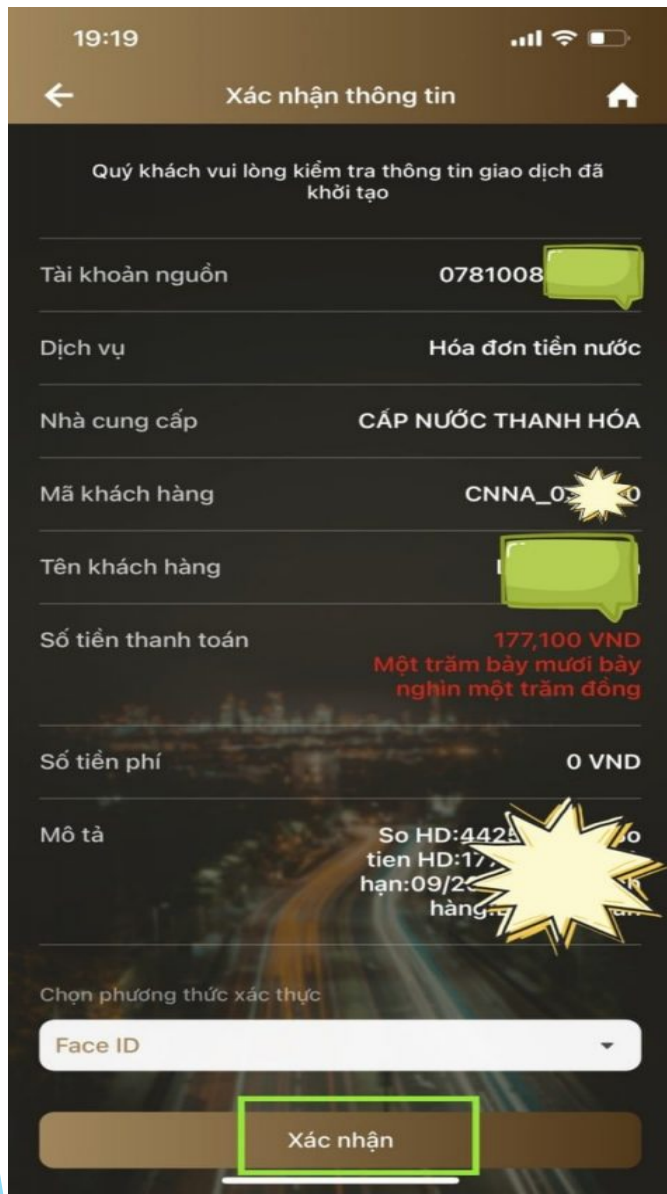 19:19
Xác nhận thông tin
Quý khách vui lòng kiểm tra thông tin giao dịch đã
khởi tạo
Tài khoản nguồn 0781008
Dịch vụ Hóa đơn tiền nước
Nhà cung cấp CẤP NƯỚC THANH HÓA
Mã khách hàng CNNA_0
Tên khách hàng
Số tiền thanh toán 177,100 VND
Một trăm bảy mươi bảy
nghìn một trăm đồng
Số tiền phí 0 VND
Mô tả So HD:4425
tien HD:17
hạn:09/2
hàng
Chọn phương thức xác thực
Face ID
Xác nhận